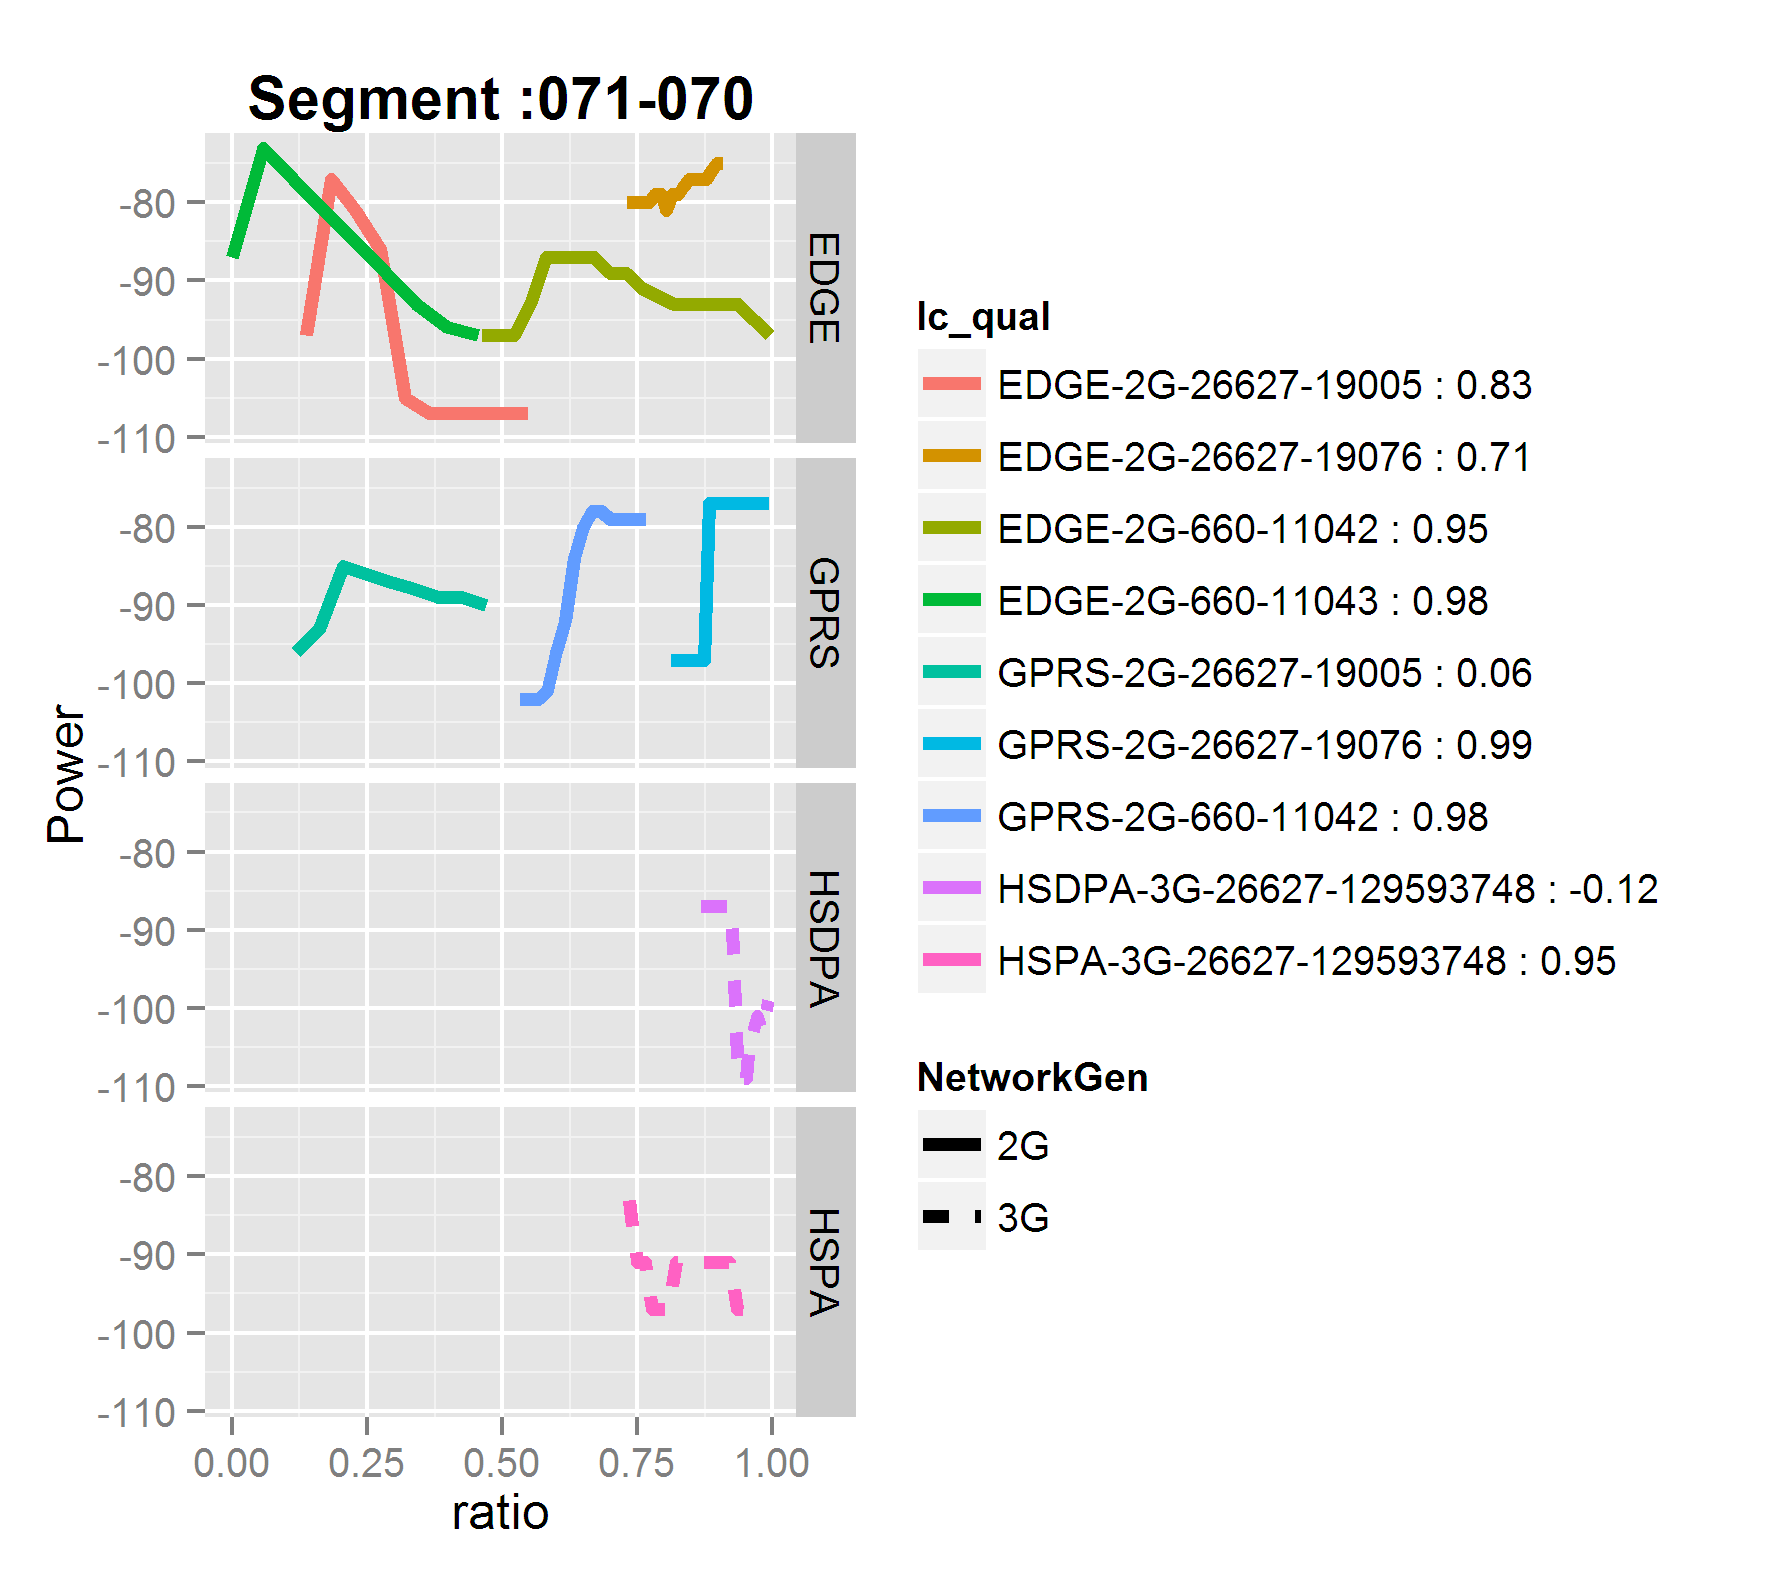 Segment :071-070
Power
-80
-90
-100
-110
EDGE
-80
-90
-100
-110
GPRS
-80
-90
-100
-110
HSDPA
-80
-90
-100
-110
HSPA
0.00 0.25 0.50 0.75 1.00
ratio
lc_qual
EDGE-2G-26627-19005 : 0.83
EDGE-2G-26627-19076 : 0.71
EDGE-2G-660-11042 : 0.95
EDGE-2G-660-11043 : 0.98
GPRS-2G-26627-19005 : 0.06
GPRS-2G-26627-19076 : 0.99
GPRS-2G-660-11042 : 0.98
HSDPA-3G-26627-129593748 : -0.12
HSPA-3G-26627-129593748 : 0.95
NetworkGen
2G
3G